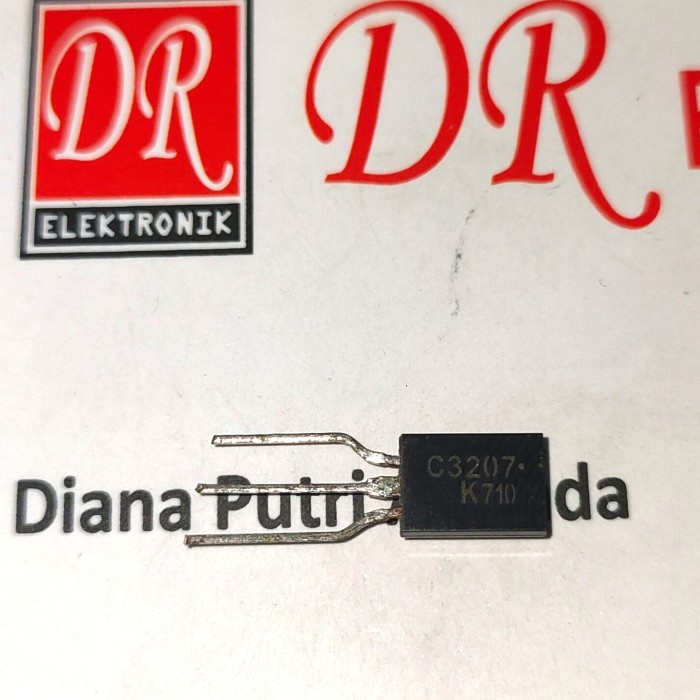 DR
ELEKTRONIK
DR
C3207
K710
Diana Putri
da